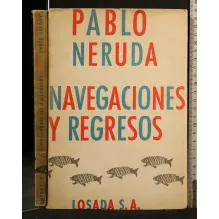 PABLO
NERUDA
NAVEGACIONES
Y REGRESOS
LOSADA S.A.